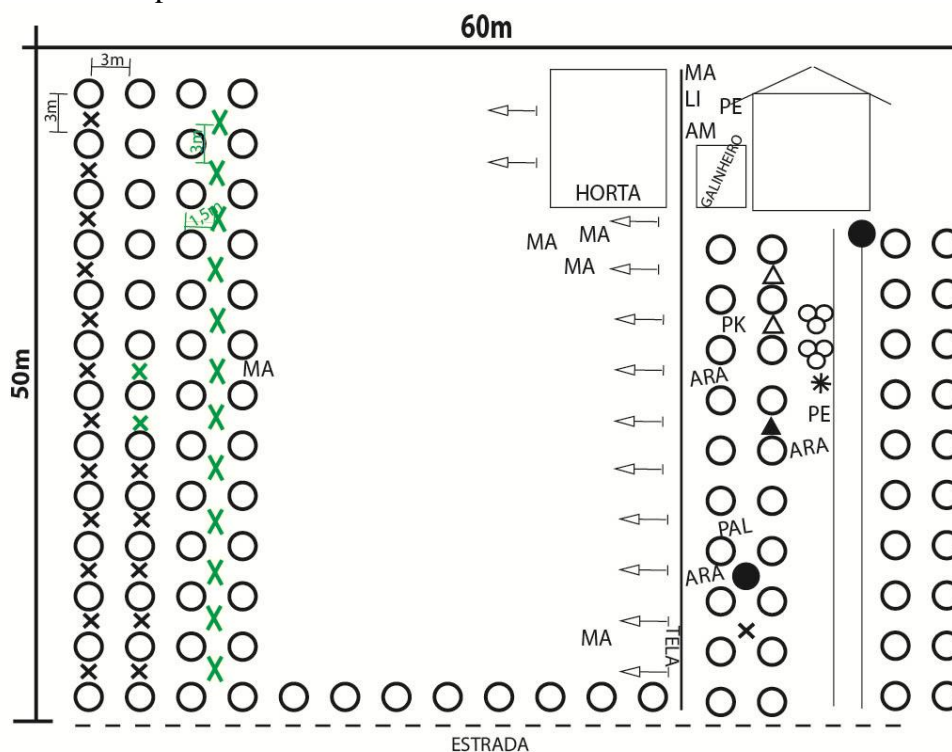 60m
50m
3m
3m
3m
1,5m
MA
LI
PE
AM
GALINHEIRO
HORTA
MA
MA
MA
MA
PK
ARA
PE
ARA
PAL
ARA
MA
TELA
ESTRADA